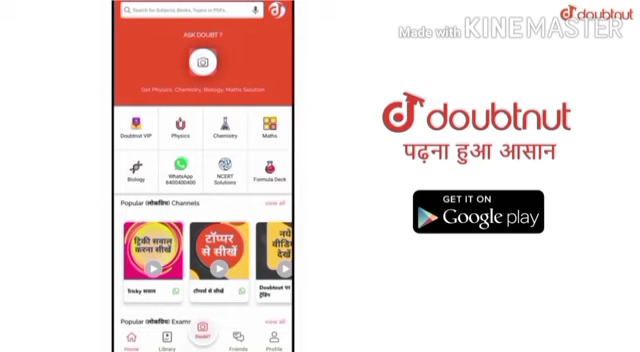 Search for Subjects, Books, Topics or PDFs..
ASK DOUBT ?
Get Physics, Chemistry, Biology, Maths Solution
Doubtnut VIP
Physics
Chemistry
Maths
Biology
WhatsApp
8400400400
NCERT
Solutions
Formula Deck
Popular (लोकप्रिय) Channels
view all
ट्रिकी सवाल
करना सीखें
टॉप्पर
से सीखें
नये
वीडि
देखें
Tricky सवाल
टॉपर्स से सीखें
Doubtnut पर
ट्रेंडिंग
Popular (लोकप्रिय) Exams
view all
Home
Library
Doubt?
Friends
Profile
doubtnut
Made with KINEMASTER
doubtnut
पढ़ना हुआ आसान
GET IT ON
Google play